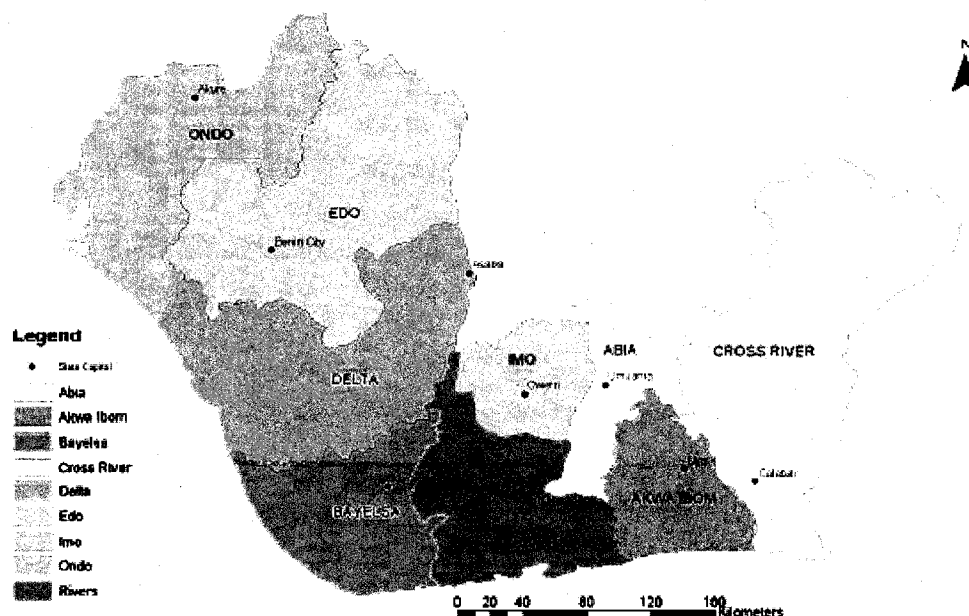 N
Akure
ONDO
EDO
Benin City
Asaba
Legend
State Capital
Abia
Akwa Ibom
Bayelsa
Cross River
Delta
Edo
Imo
Ondo
Rivers
IMO
ABIA
CROSS RIVER
Owerri
Umuahia
DELTA
Calabar
BAYELSA
AKWA IBOM
0 20 40 80 120 160
Kilometers